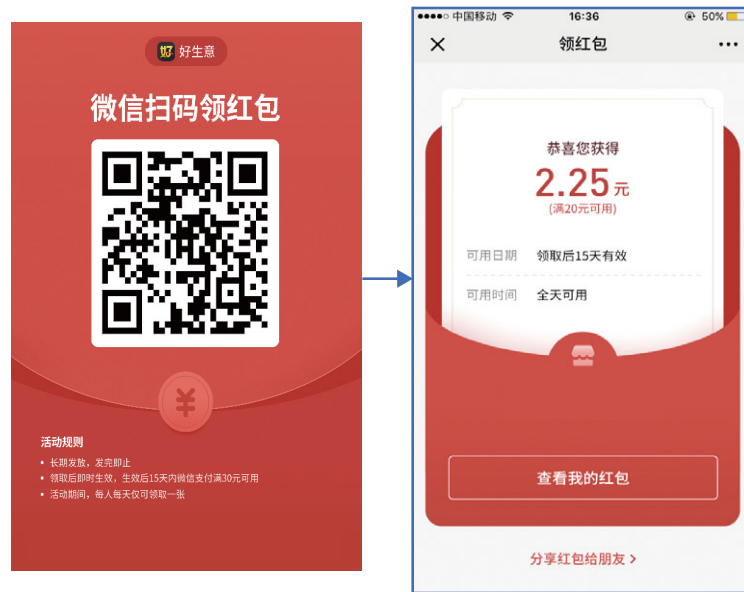 好 好生意
微信扫码领红包
¥
活动规则
• 长期发放，发完即止
• 领取后即时生效，生效后15天内微信支付满30元可用
• 活动期间，每人每天仅可领取一张
中国移动 16:36 50%
领红包
恭喜您获得
2.25元
(满20元可用)
可用日期 领取后15天有效
可用时间 全天可用
查看我的红包
分享红包给朋友 >